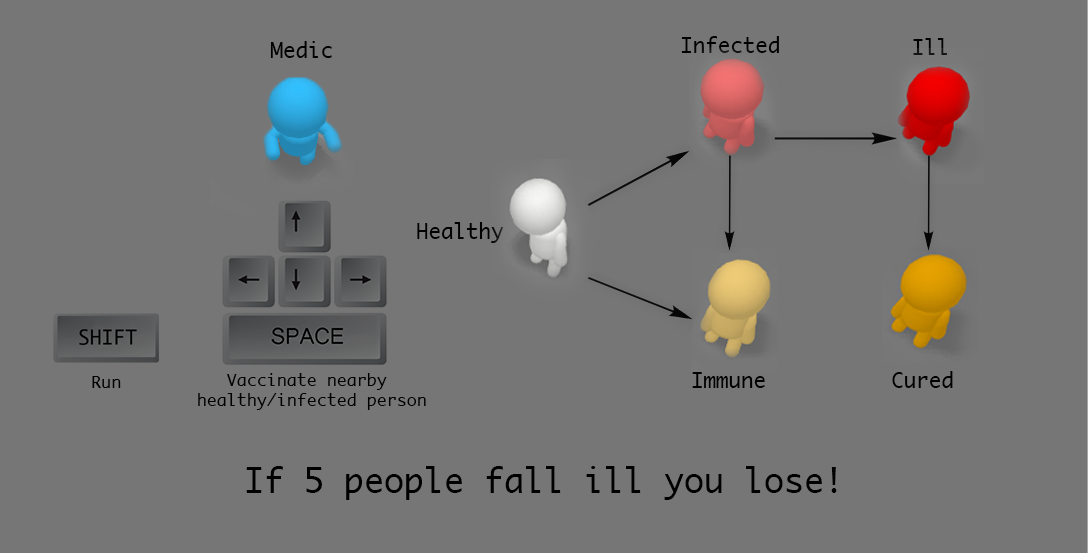 Medic
Infected
Ill
Healthy
SHIFT
SPACE
Run
Vaccinate nearby
healthy/infected person
Immune
Cured
If 5 people fall ill you lose!